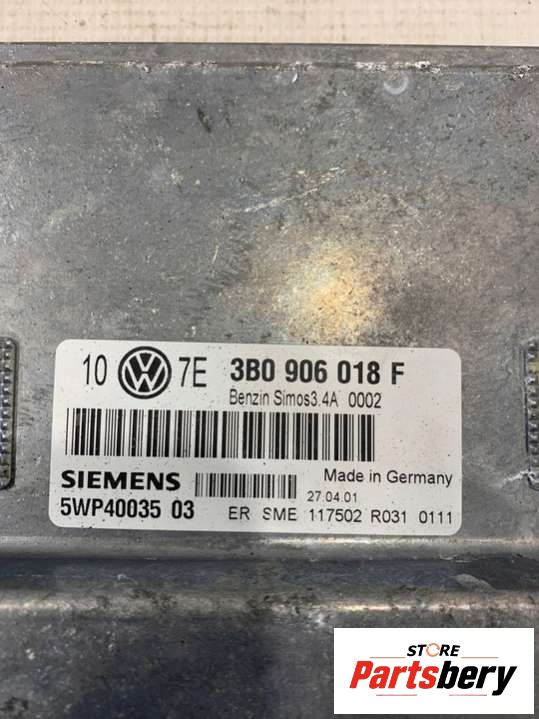 10 VW 7E 3B0 906 018 F
Benzin Simos3.4A 0002
SIEMENS Made in Germany
27.04.01
5WP40035 03 ER SME 117502 R031 0111
STORE
Partsbery